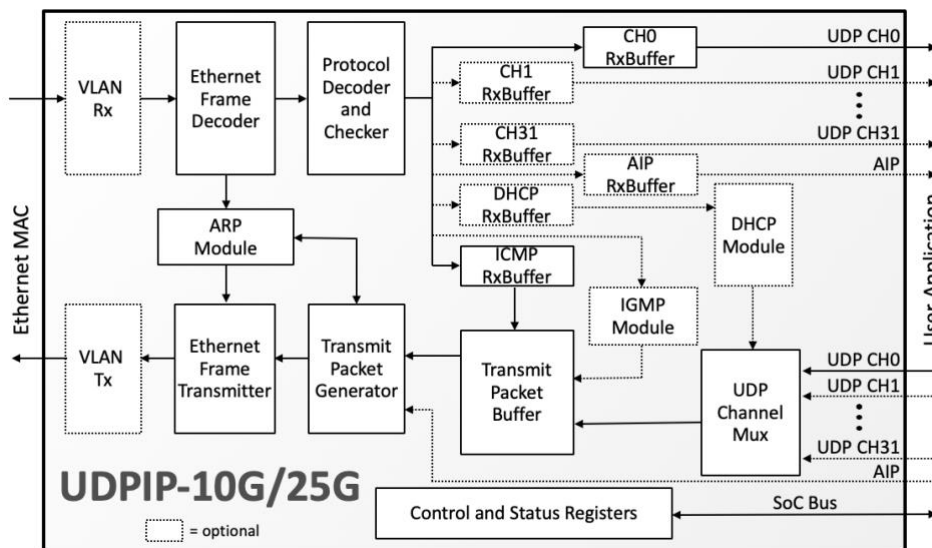 UDP CH0
CH0
RxBuffer
CH1
RxBuffer
UDP CH1
VLAN
Rx
Ethernet
Frame
Decoder
Protocol
Decoder
and
Checker
CH31
RxBuffer
UDP CH31
AIP
RxBuffer
AIP
DHCP
RxBuffer
DHCP
Module
ARP
Module
ICMP
RxBuffer
IGMP
Module
Ethernet MAC
User Application
VLAN
Tx
Ethernet
Frame
Transmitter
Transmit
Packet
Generator
Transmit
Packet
Buffer
UDP
Channel
Mux
UDP CH0
UDP CH1
UDP CH31
AIP
UDPIP-10G/25G
= optional
Control and Status Registers
SoC Bus